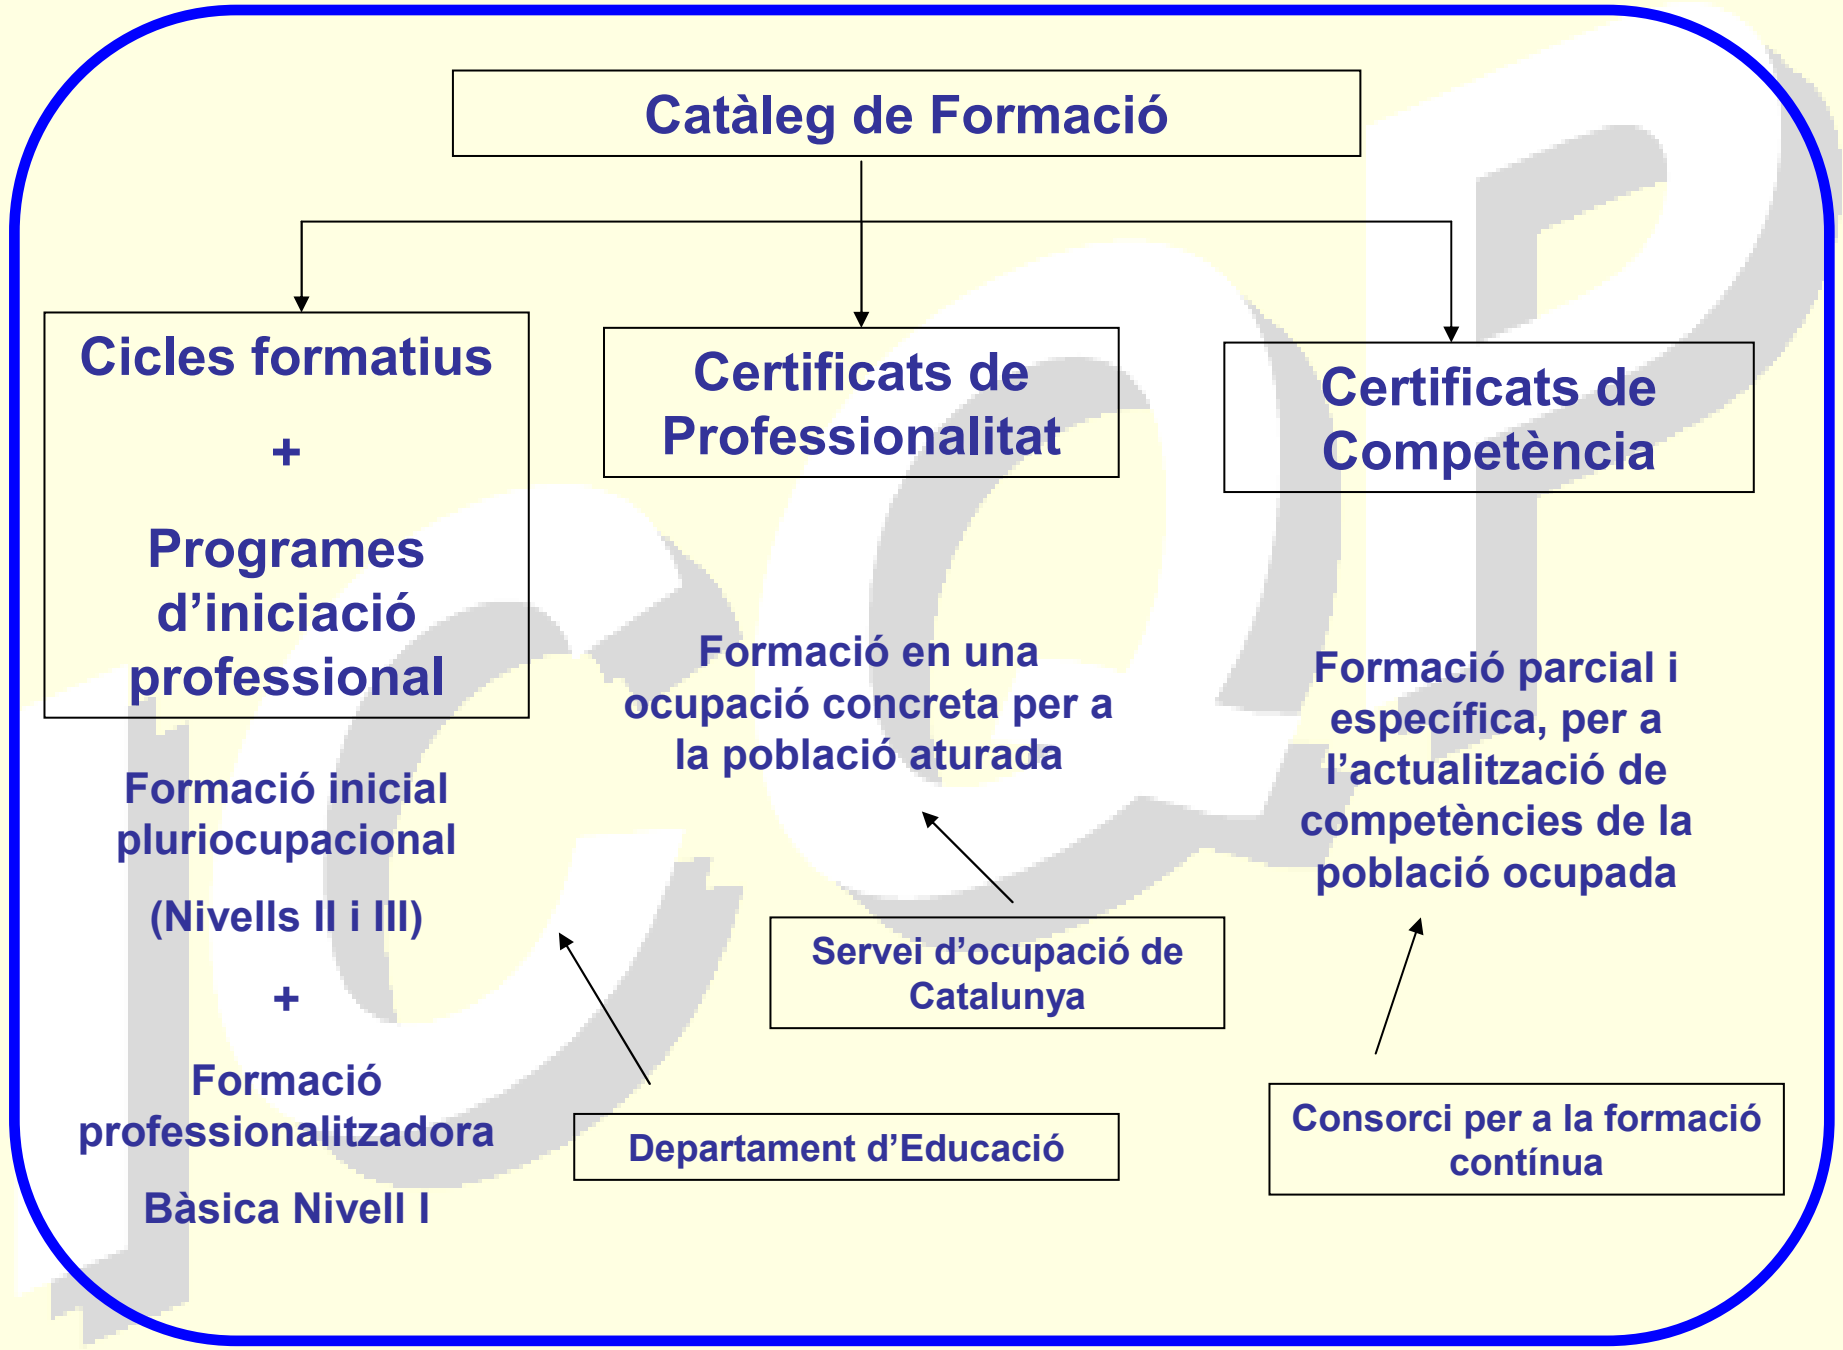 Catàleg de Formació
Cicles formatius
+
Programes
d’iniciació
professional
Formació inicial
pluriocupacional
(Nivells II i III)
+
Formació
professionalitzadora
Bàsica Nivell I
Departament d’Educació
Certificats de
Professionalitat
Formació en una
ocupació concreta per a
la població aturada
Servei d’ocupació de
Catalunya
Certificats de
Competència
Formació parcial i
específica, per a
l’actualització de
competències de la
població ocupada
Consorci per a la formació
contínua
ICQP